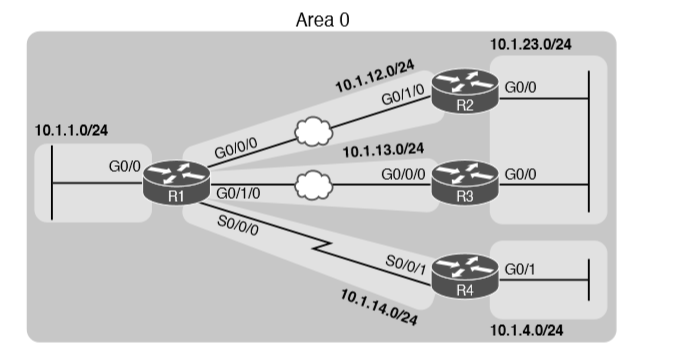 Area 0
10.1.23.0/24
10.1.12.0/24
G0/1/0
G0/0
R2
10.1.1.0/24
G0/0/0
10.1.13.0/24
G0/0
R1
G0/1/0
G0/0/0
R3
G0/0
S0/0/0
S0/0/1
R4
G0/1
10.1.14.0/24
10.1.4.0/24